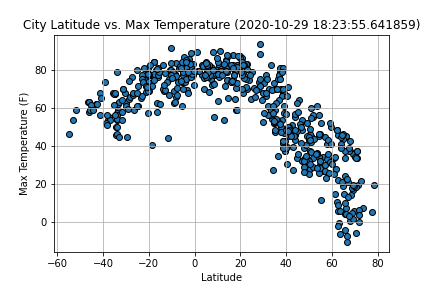 City Latitude vs. Max Temperature (2020-10-29 18:23:55.641859)
Max Temperature (F)
80
60
40
20
0
−60 −40 −20 0 20 40 60 80
Latitude